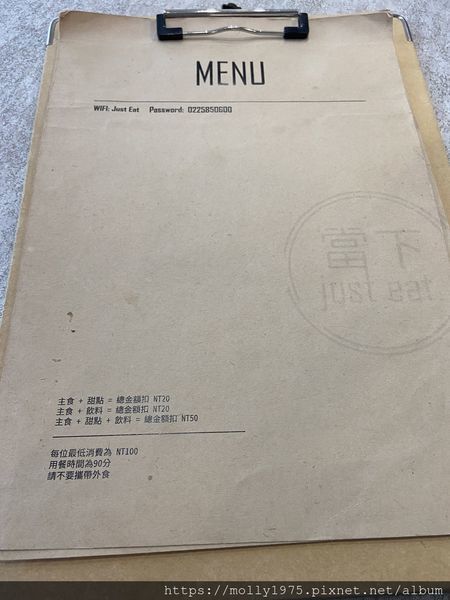 MENU
WIFI: Just Eat Password: 0225850600
當下
just eat
主食 + 甜點 = 總金額扣 NT20
主食 + 飲料 = 總金額扣 NT20
主食 + 甜點 + 飲料 = 總金額扣 NT50
每位最低消費為 NT100
用餐時間為90分
請不要攜帶外食
https://molly1975.pixnet.net/album